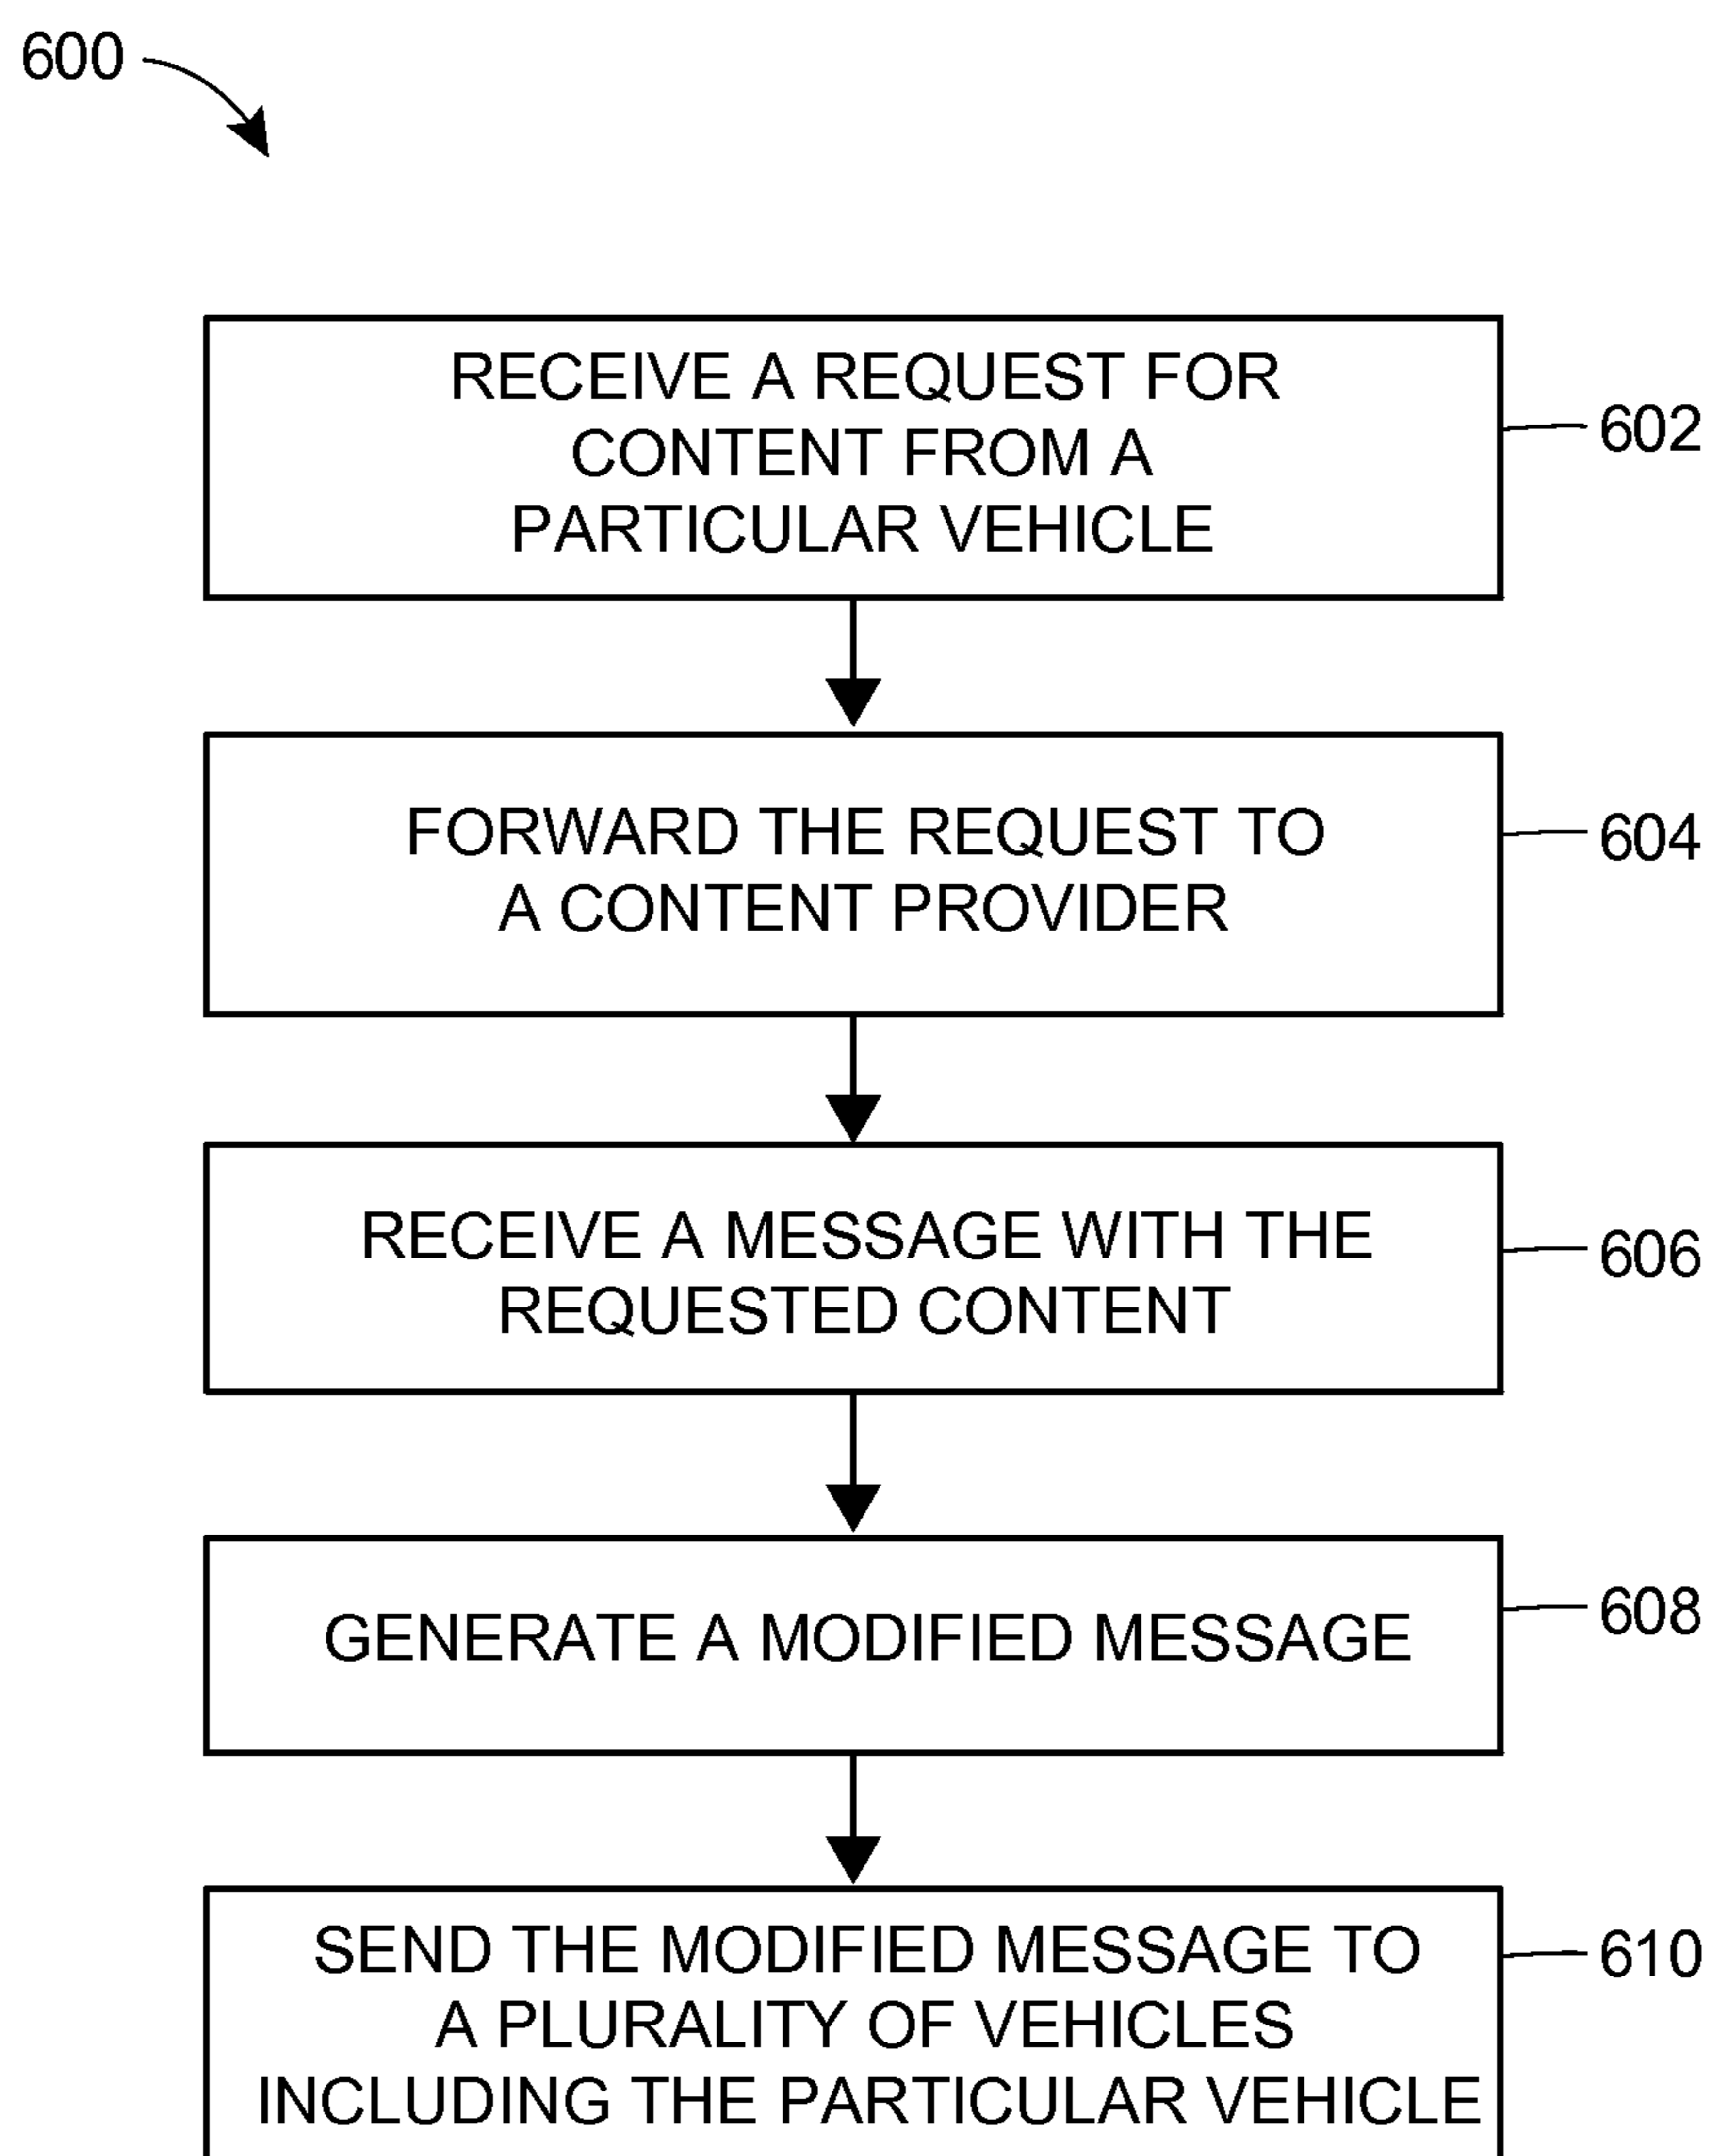 600
RECEIVE A REQUEST FOR
CONTENT FROM A
PARTICULAR VEHICLE
602
FORWARD THE REQUEST TO
A CONTENT PROVIDER
604
RECEIVE A MESSAGE WITH THE
REQUESTED CONTENT
606
GENERATE A MODIFIED MESSAGE
608
SEND THE MODIFIED MESSAGE TO
A PLURALITY OF VEHICLES
INCLUDING THE PARTICULAR VEHICLE
610